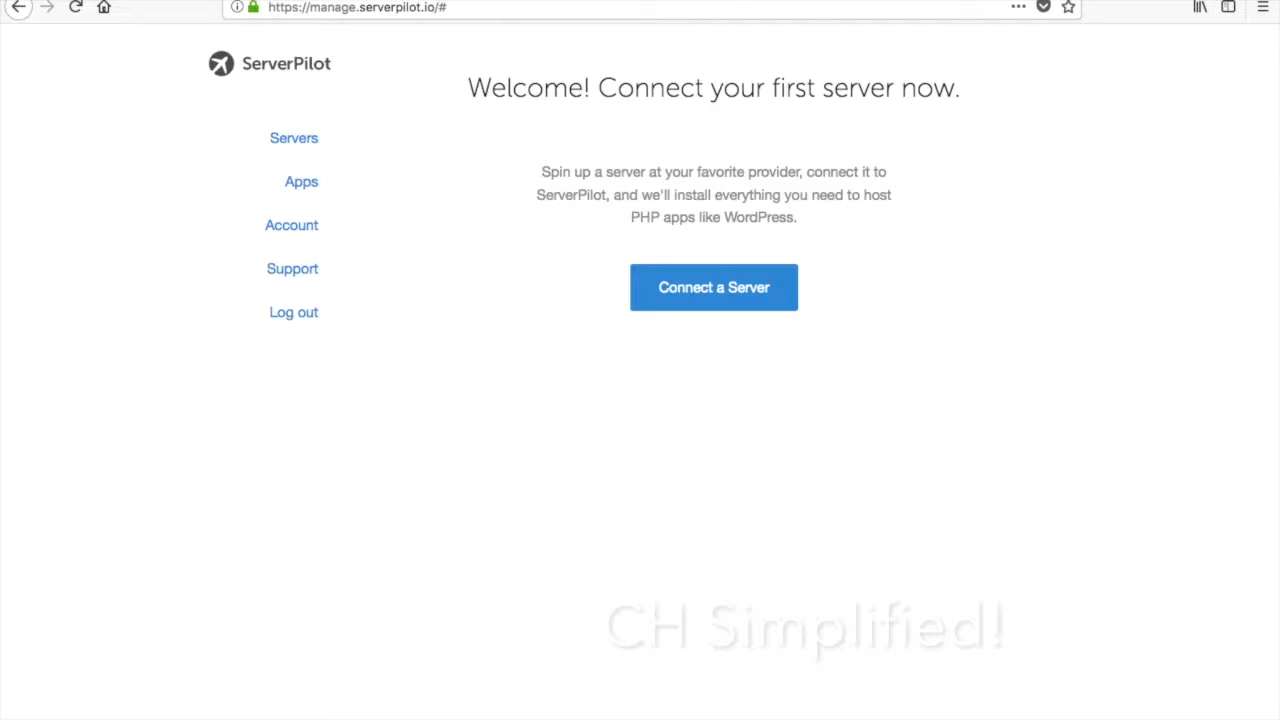 https://manage.serverpilot.io/#
ServerPilot
Welcome! Connect your first server now.
Servers
Apps
Account
Support
Log out
Spin up a server at your favorite provider, connect it to
ServerPilot, and we'll install everything you need to host
PHP apps like WordPress.
Connect a Server
CH Simplified!